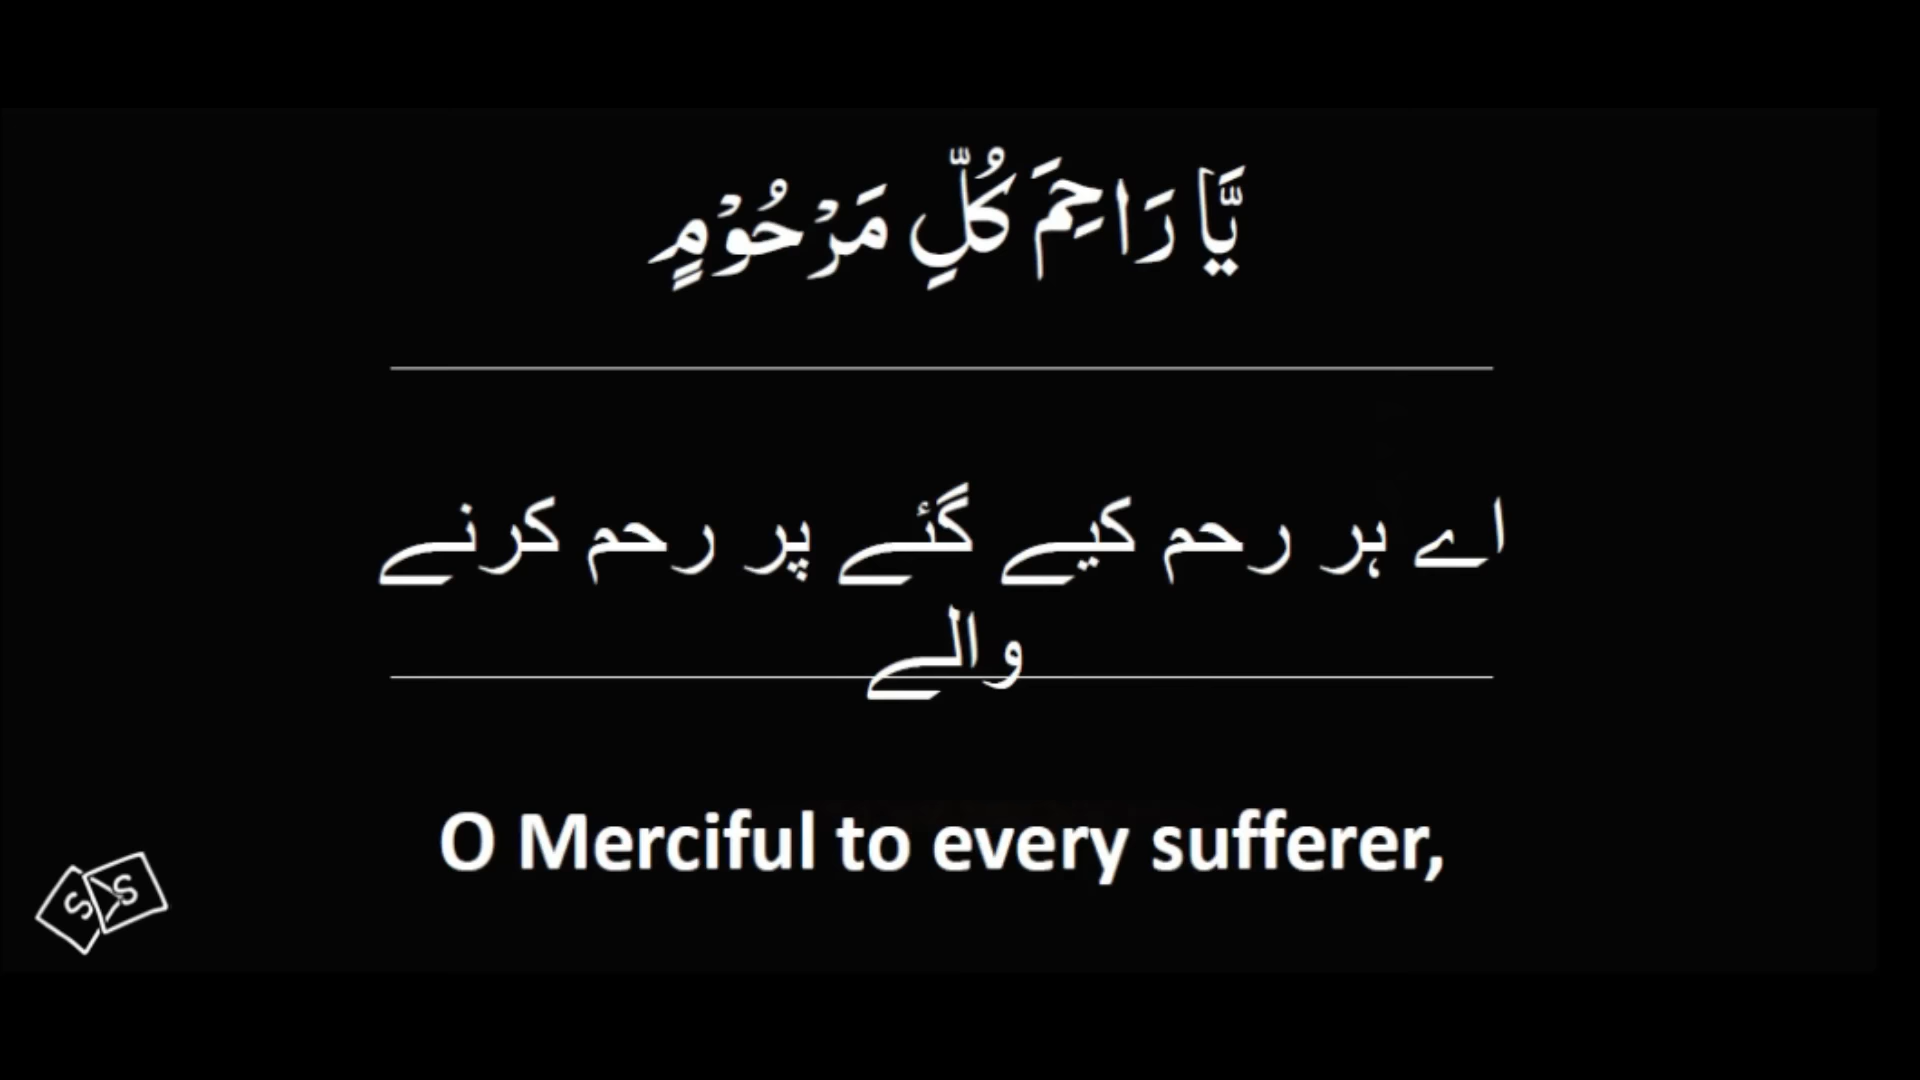 يَّا رَاحِمَ كُلِّ مَرْحُوْمٍ
اے ہر رحم کیے گئے پر رحم کرنے
والے
O Merciful to every sufferer,
S S